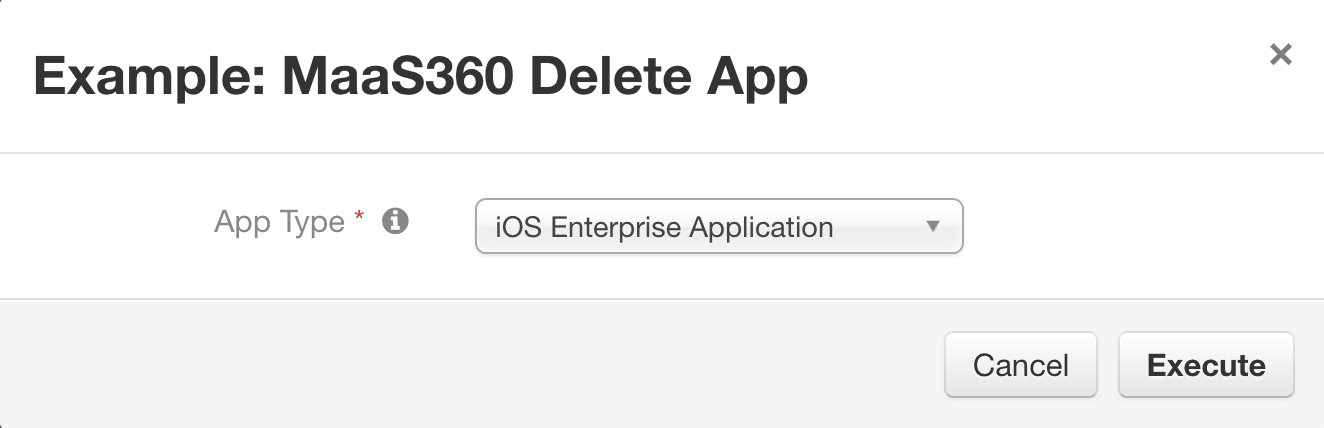 Example: MaaS360 Delete App
×
App Type *
iOS Enterprise Application
Cancel
Execute